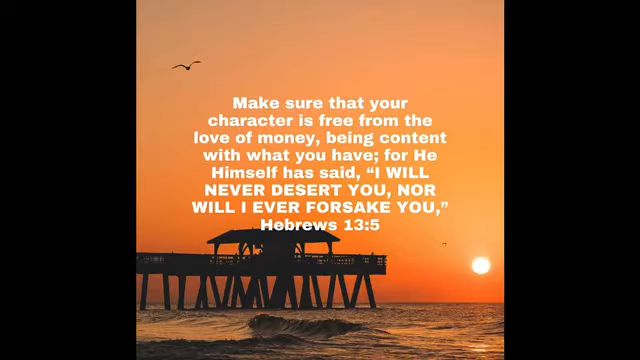 Make sure that your
character is free from the
love of money, being content
with what you have; for He
Himself has said, “I WILL
NEVER DESERT YOU, NOR
WILL I EVER FORSAKE YOU,”
Hebrews 13:5